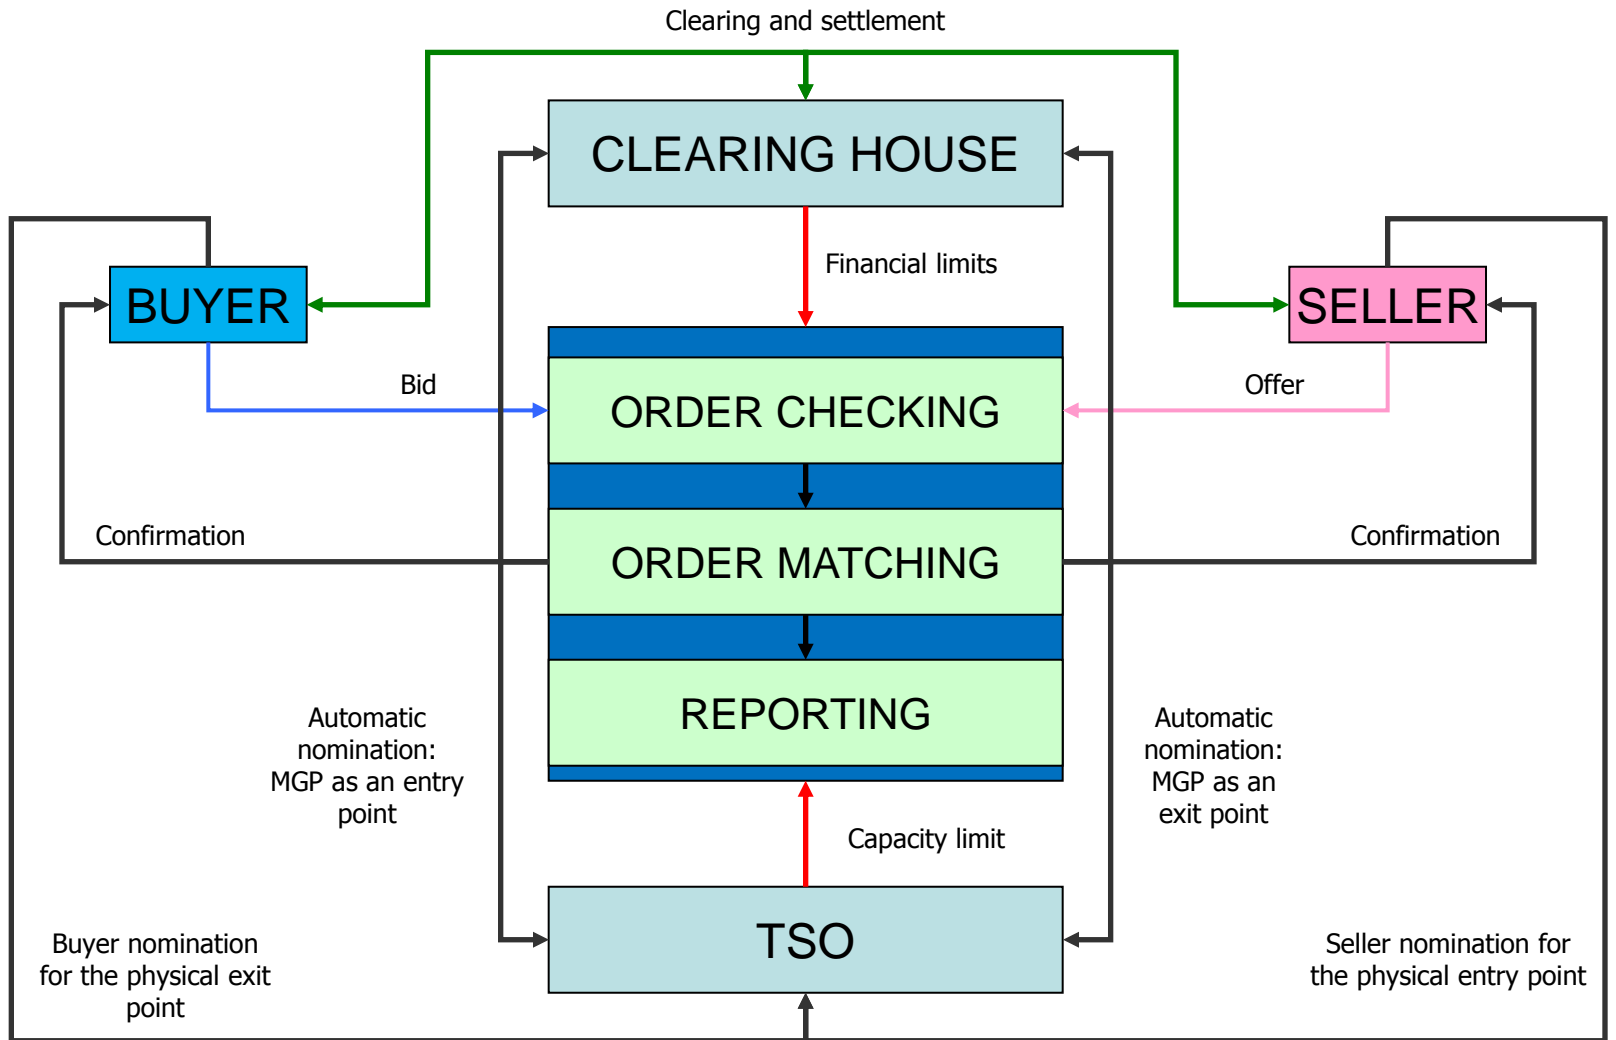 Clearing and settlement
CLEARING HOUSE
Financial limits
BUYER
SELLER
Bid
Offer
ORDER CHECKING
Confirmation
Confirmation
ORDER MATCHING
REPORTING
Automatic
nomination:
MGP as an entry
point
Automatic
nomination:
MGP as an
exit point
Capacity limit
TSO
Buyer nomination
for the physical exit
point
Seller nomination for
the physical entry point